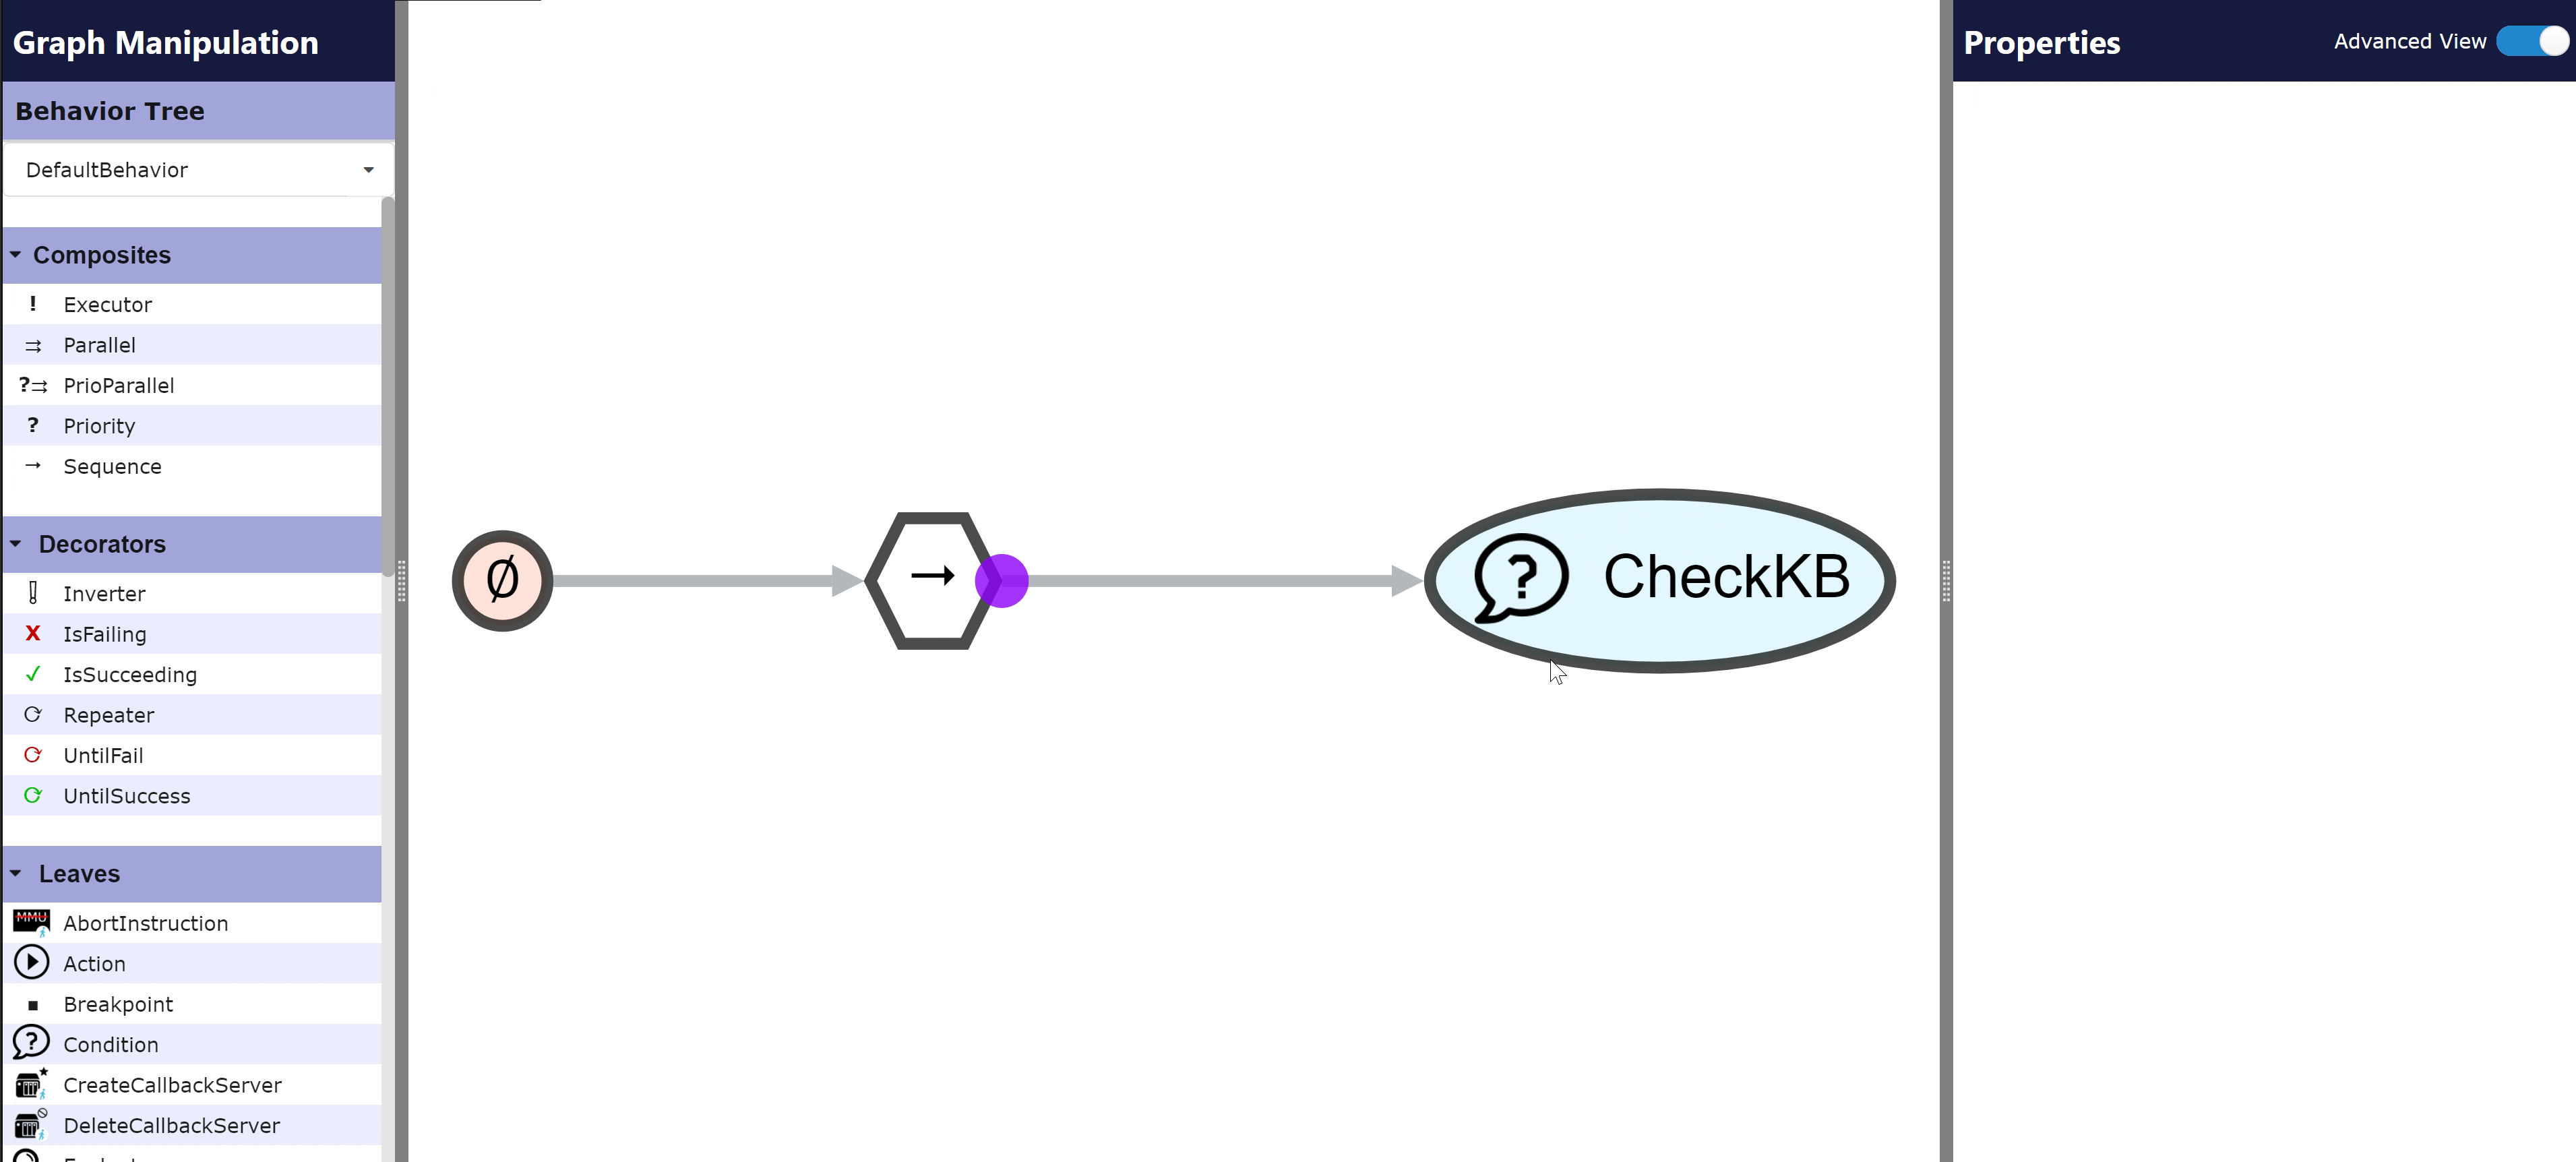 Graph Manipulation
Behavior Tree
DefaultBehavior
Composites
! Executor
⇉ Parallel
?⇉ PrioParallel
? Priority
→ Sequence
Decorators
Inverter
X IsFailing
✓ IsSucceeding
⟳ Repeater
⟳ UntilFail
⟳ UntilSuccess
Leaves
MMU AbortInstruction
Action
■ Breakpoint
? Condition
CreateCallbackServer
DeleteCallbackServer
Ø
→
? CheckKB
Properties
Advanced View